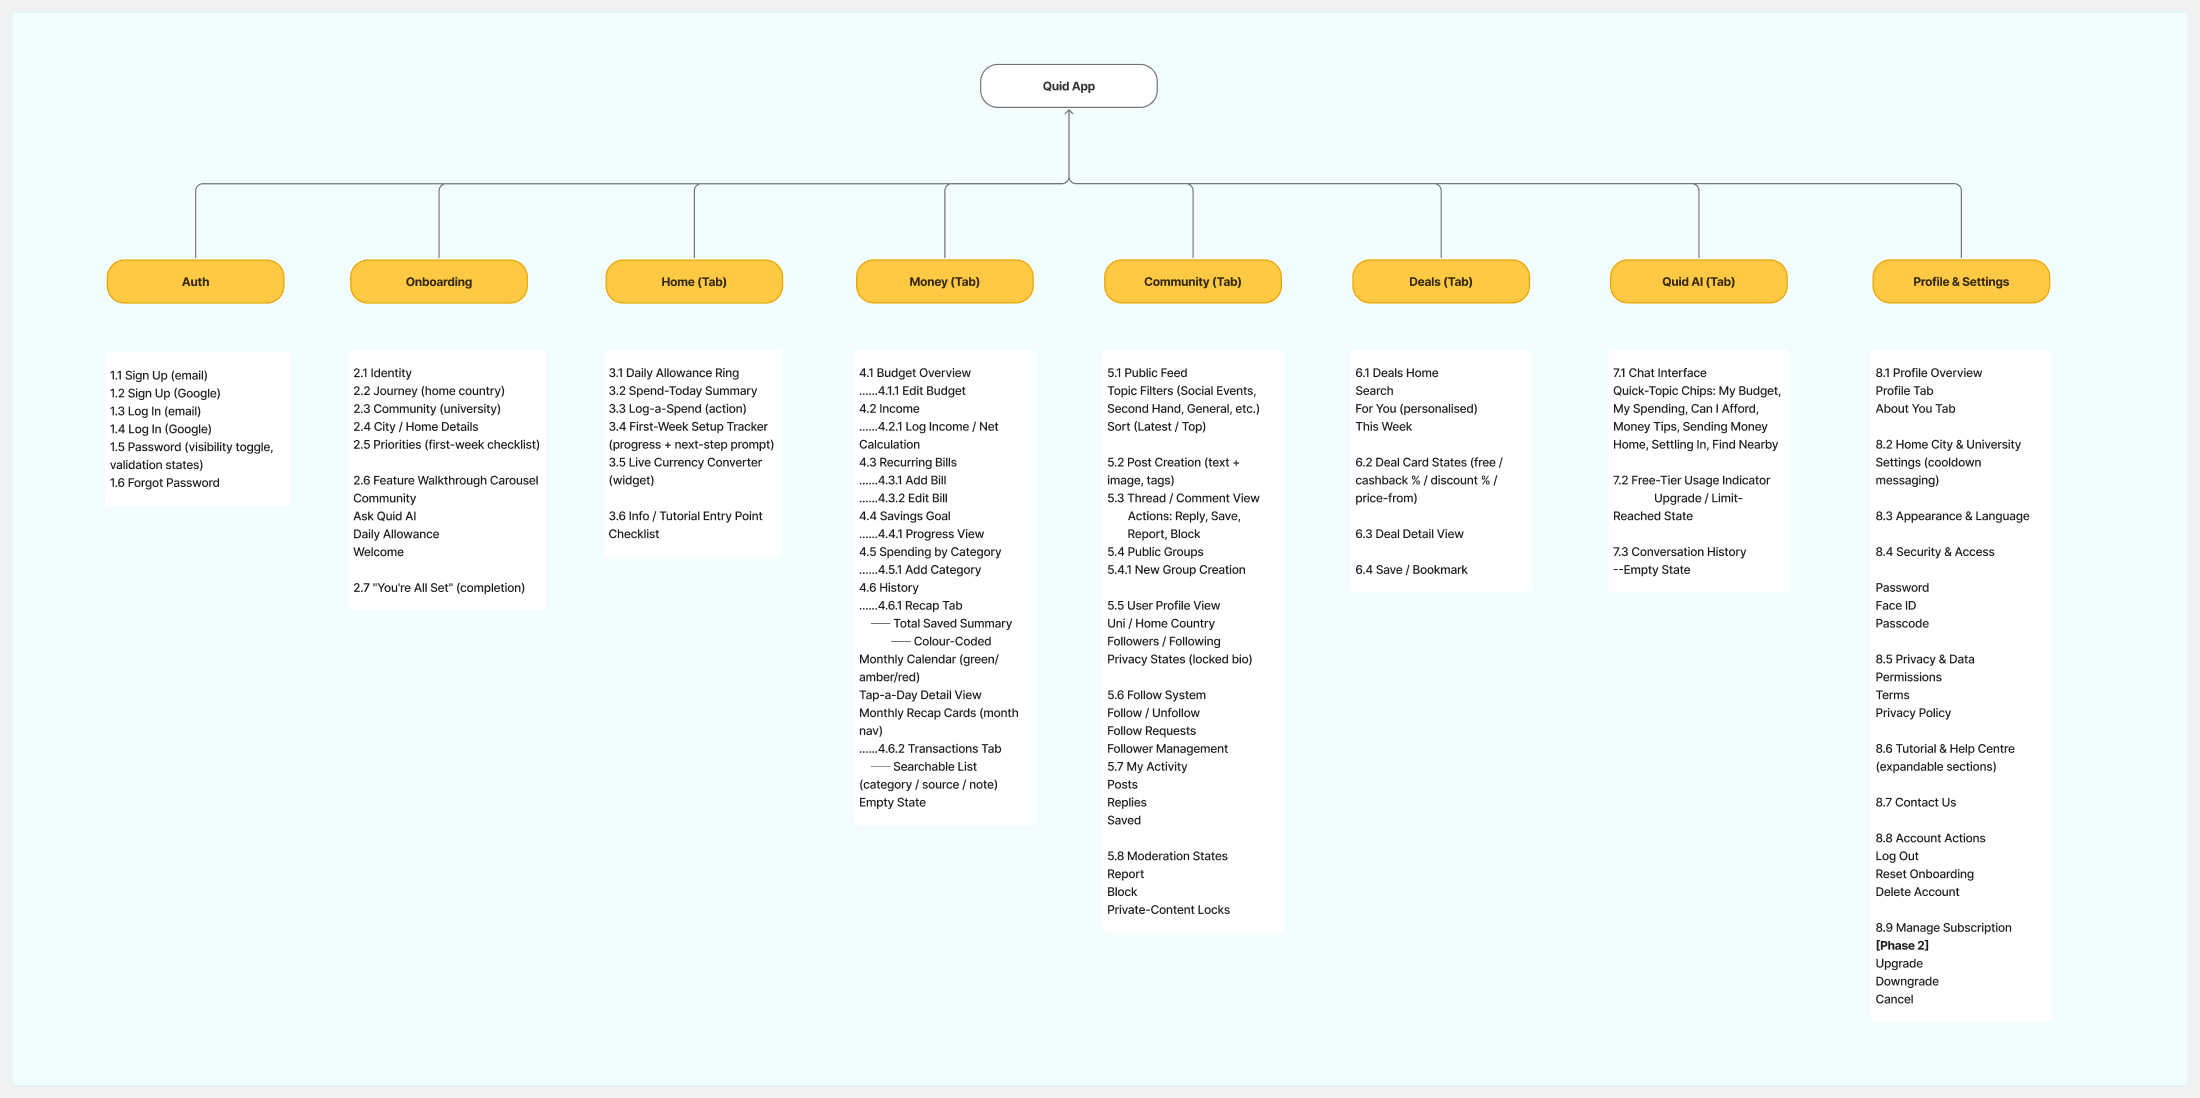 Quid App
Auth
Onboarding
Home (Tab)
Money (Tab)
Community (Tab)
Deals (Tab)
Quid AI (Tab)
Profile & Settings
1.1 Sign Up (email)
1.2 Sign Up (Google)
1.3 Log In (email)
1.4 Log In (Google)
1.5 Password (visibility toggle,
validation states)
1.6 Forgot Password
2.1 Identity
2.2 Journey (home country)
2.3 Community (university)
2.4 City / Home Details
2.5 Priorities (first-week checklist)
2.6 Feature Walkthrough Carousel
Community
Ask Quid AI
Daily Allowance
Welcome
2.7 "You're All Set" (completion)
3.1 Daily Allowance Ring
3.2 Spend-Today Summary
3.3 Log-a-Spend (action)
3.4 First-Week Setup Tracker
(progress + next-step prompt)
3.5 Live Currency Converter
(widget)
3.6 Info / Tutorial Entry Point
Checklist
4.1 Budget Overview
......4.1.1 Edit Budget
4.2 Income
......4.2.1 Log Income / Net
Calculation
4.3 Recurring Bills
......4.3.1 Add Bill
......4.3.2 Edit Bill
4.4 Savings Goal
......4.4.1 Progress View
4.5 Spending by Category
......4.5.1 Add Category
4.6 History
......4.6.1 Recap Tab
—— Total Saved Summary
—— Colour-Coded
Monthly Calendar (green/
amber/red)
Tap-a-Day Detail View
Monthly Recap Cards (month
nav)
......4.6.2 Transactions Tab
—— Searchable List
(category / source / note)
Empty State
5.1 Public Feed
Topic Filters (Social Events,
Second Hand, General, etc.)
Sort (Latest / Top)
5.2 Post Creation (text +
image, tags)
5.3 Thread / Comment View
Actions: Reply, Save,
Report, Block
5.4 Public Groups
5.4.1 New Group Creation
5.5 User Profile View
Uni / Home Country
Followers / Following
Privacy States (locked bio)
5.6 Follow System
Follow / Unfollow
Follow Requests
Follower Management
5.7 My Activity
Posts
Replies
Saved
5.8 Moderation States
Report
Block
Private-Content Locks
6.1 Deals Home
Search
For You (personalised)
This Week
6.2 Deal Card States (free /
cashback % / discount % /
price-from)
6.3 Deal Detail View
6.4 Save / Bookmark
7.1 Chat Interface
Quick-Topic Chips: My Budget,
My Spending, Can I Afford,
Money Tips, Sending Money
Home, Settling In, Find Nearby
7.2 Free-Tier Usage Indicator
Upgrade / Limit-
Reached State
7.3 Conversation History
--Empty State
8.1 Profile Overview
Profile Tab
About You Tab
8.2 Home City & University
Settings (cooldown
messaging)
8.3 Appearance & Language
8.4 Security & Access
Password
Face ID
Passcode
8.5 Privacy & Data
Permissions
Terms
Privacy Policy
8.6 Tutorial & Help Centre
(expandable sections)
8.7 Contact Us
8.8 Account Actions
Log Out
Reset Onboarding
Delete Account
8.9 Manage Subscription
[Phase 2]
Upgrade
Downgrade
Cancel